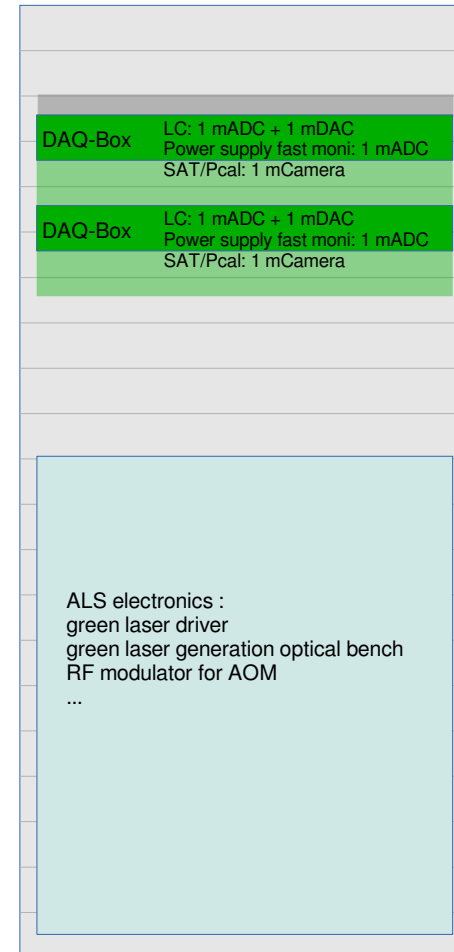 DAQ-Box
LC: 1 mADC + 1 mDAC
Power supply fast moni: 1 mADC
SAT/Pcal: 1 mCamera
DAQ-Box
LC: 1 mADC + 1 mDAC
Power supply fast moni: 1 mADC
SAT/Pcal: 1 mCamera
ALS electronics :
green laser driver
green laser generation optical bench
RF modulator for AOM
...